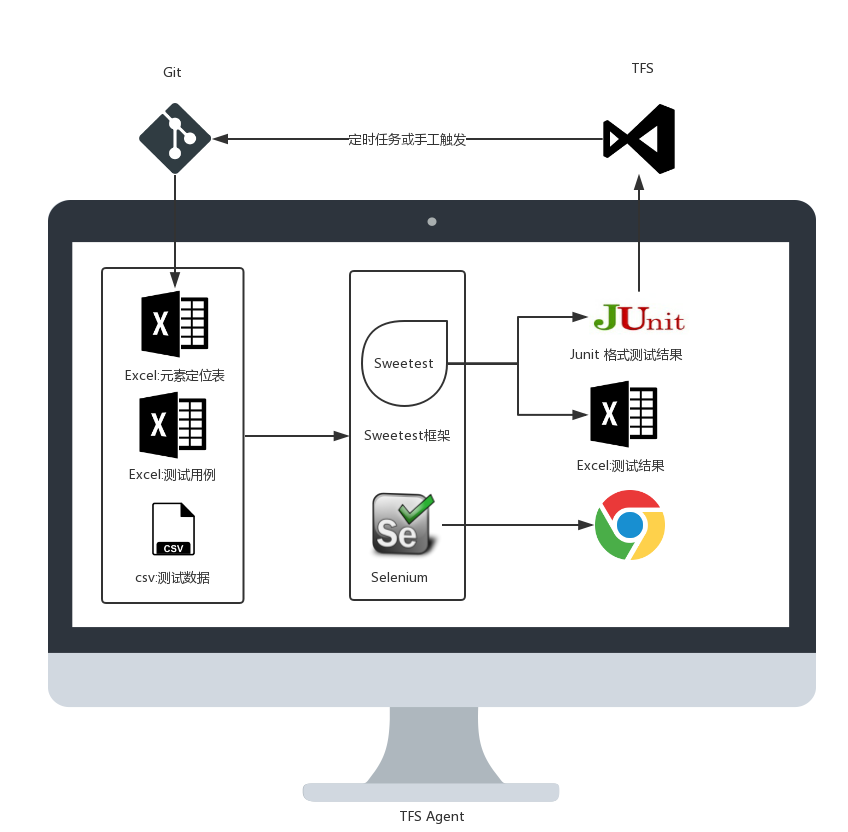 Git
TFS
定时任务或手工触发
X
Excel:元素定位表
X
Excel:测试用例
CSV
csv:测试数据
Sweetest
Sweetest框架
Se
Selenium
JUnit
Junit 格式测试结果
X
Excel:测试结果
TFS Agent